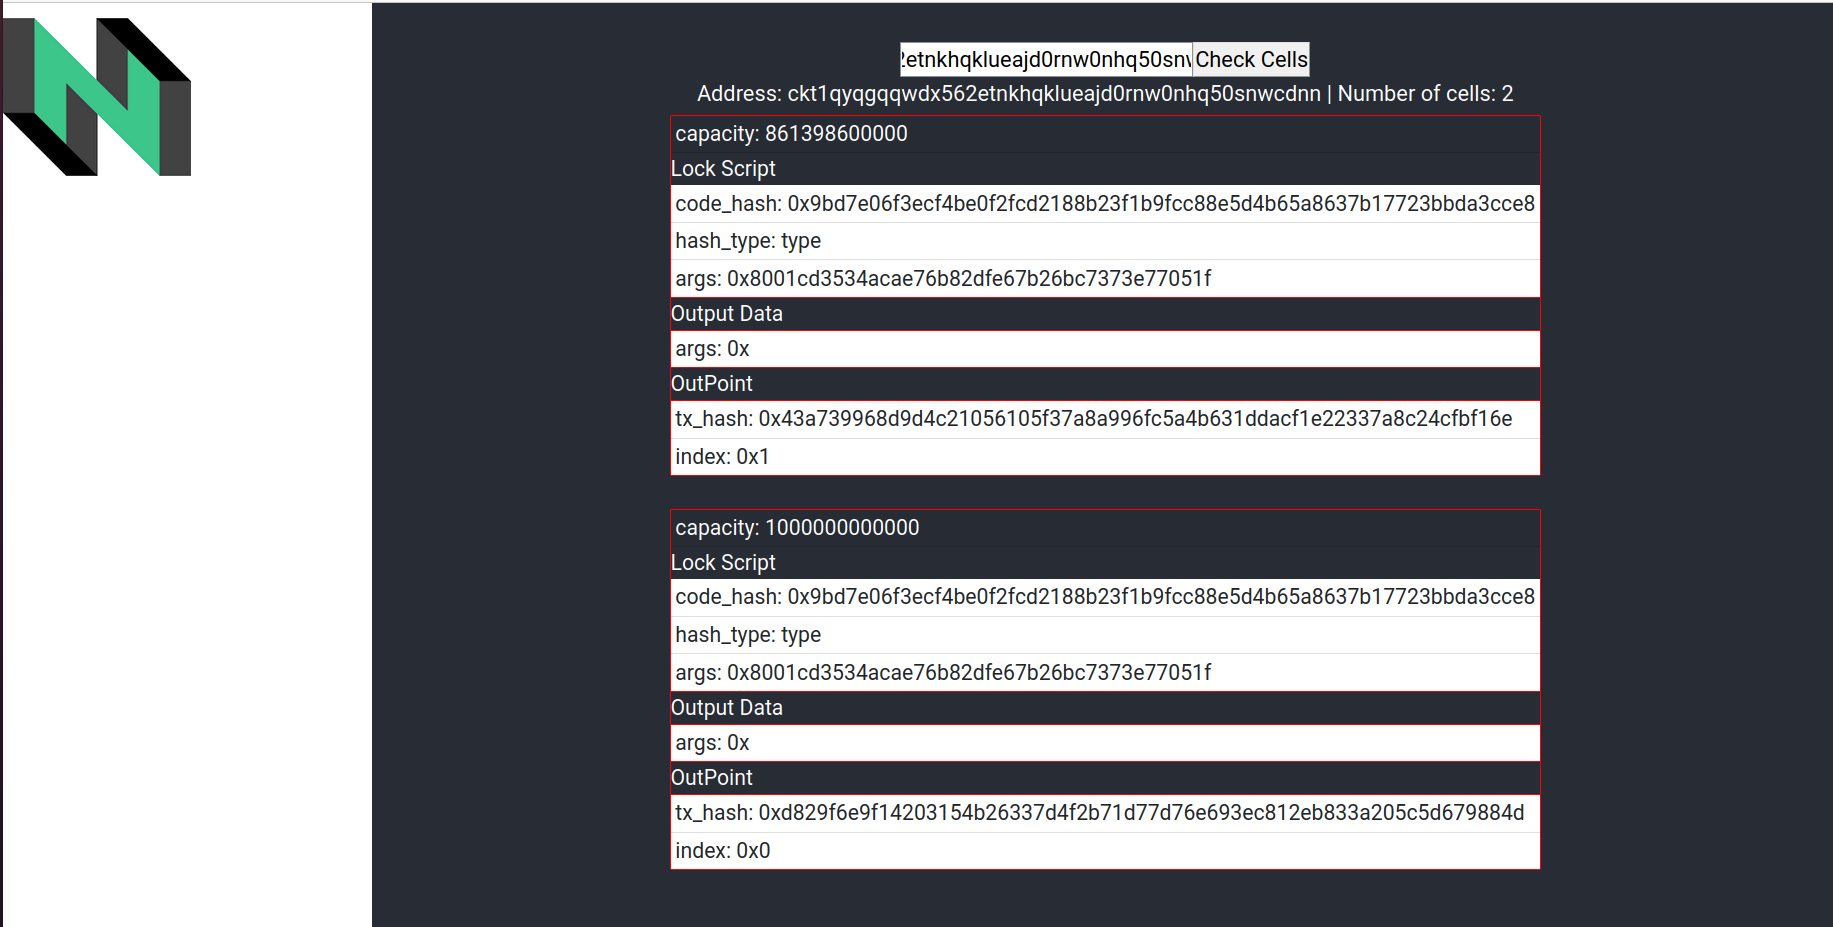 etnkhqklueajd0rnw0nhq50sn Check Cells
Address: ckt1qyqgqqwdx562etnkhqklueajd0rnw0nhq50snwcdnn | Number of cells: 2
capacity: 861398600000
Lock Script
code_hash: 0x9bd7e06f3ecf4be0f2fcd2188b23f1b9fcc88e5d4b65a8637b17723bbda3cce8
hash_type: type
args: 0x8001cd3534acae76b82dfe67b26bc7373e77051f
Output Data
args: 0x
OutPoint
tx_hash: 0x43a739968d9d4c21056105f37a8a996fc5a4b631ddacf1e22337a8c24cfbf16e
index: 0x1
capacity: 1000000000000
Lock Script
code_hash: 0x9bd7e06f3ecf4be0f2fcd2188b23f1b9fcc88e5d4b65a8637b17723bbda3cce8
hash_type: type
args: 0x8001cd3534acae76b82dfe67b26bc7373e77051f
Output Data
args: 0x
OutPoint
tx_hash: 0xd829f6e9f14203154b26337d4f2b71d77d76e693ec812eb833a205c5d679884d
index: 0x0